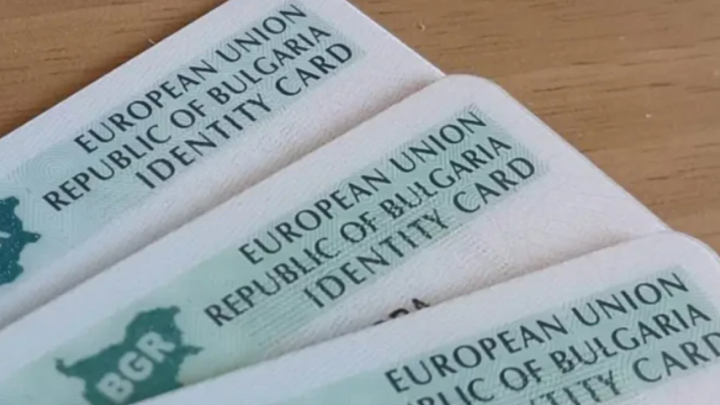 EUROPEAN UNION
REPUBLIC OF BULGARIA
IDENTITY CARD
EUROPEAN UNION
REPUBLIC OF BULGARIA
IDENTITY CARD
BGR
EUROPEAN UNION
OF BULGARIA
CARD